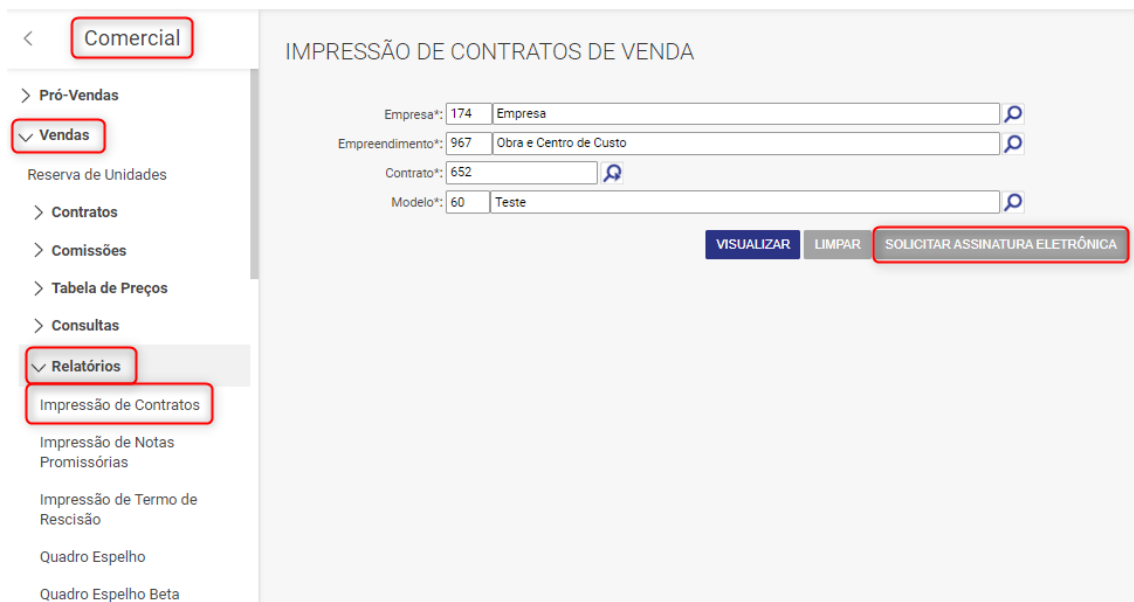 Comercial
Pró-Vendas
Vendas
Reserva de Unidades
Contratos
Comissões
Tabela de Preços
Consultas
Relatórios
Impressão de Contratos
Impressão de Notas
Promissórias
Impressão de Termo de
Rescisão
Quadro Espelho
Quadro Espelho Beta
IMPRESSÃO DE CONTRATOS DE VENDA
Empresa*: 174 Empresa
Empreendimento*: 967 Obra e Centro de Custo
Contrato*: 652
Modelo*: 60 Teste
VISUALIZAR LIMPAR SOLICITAR ASSINATURA ELETRÔNICA